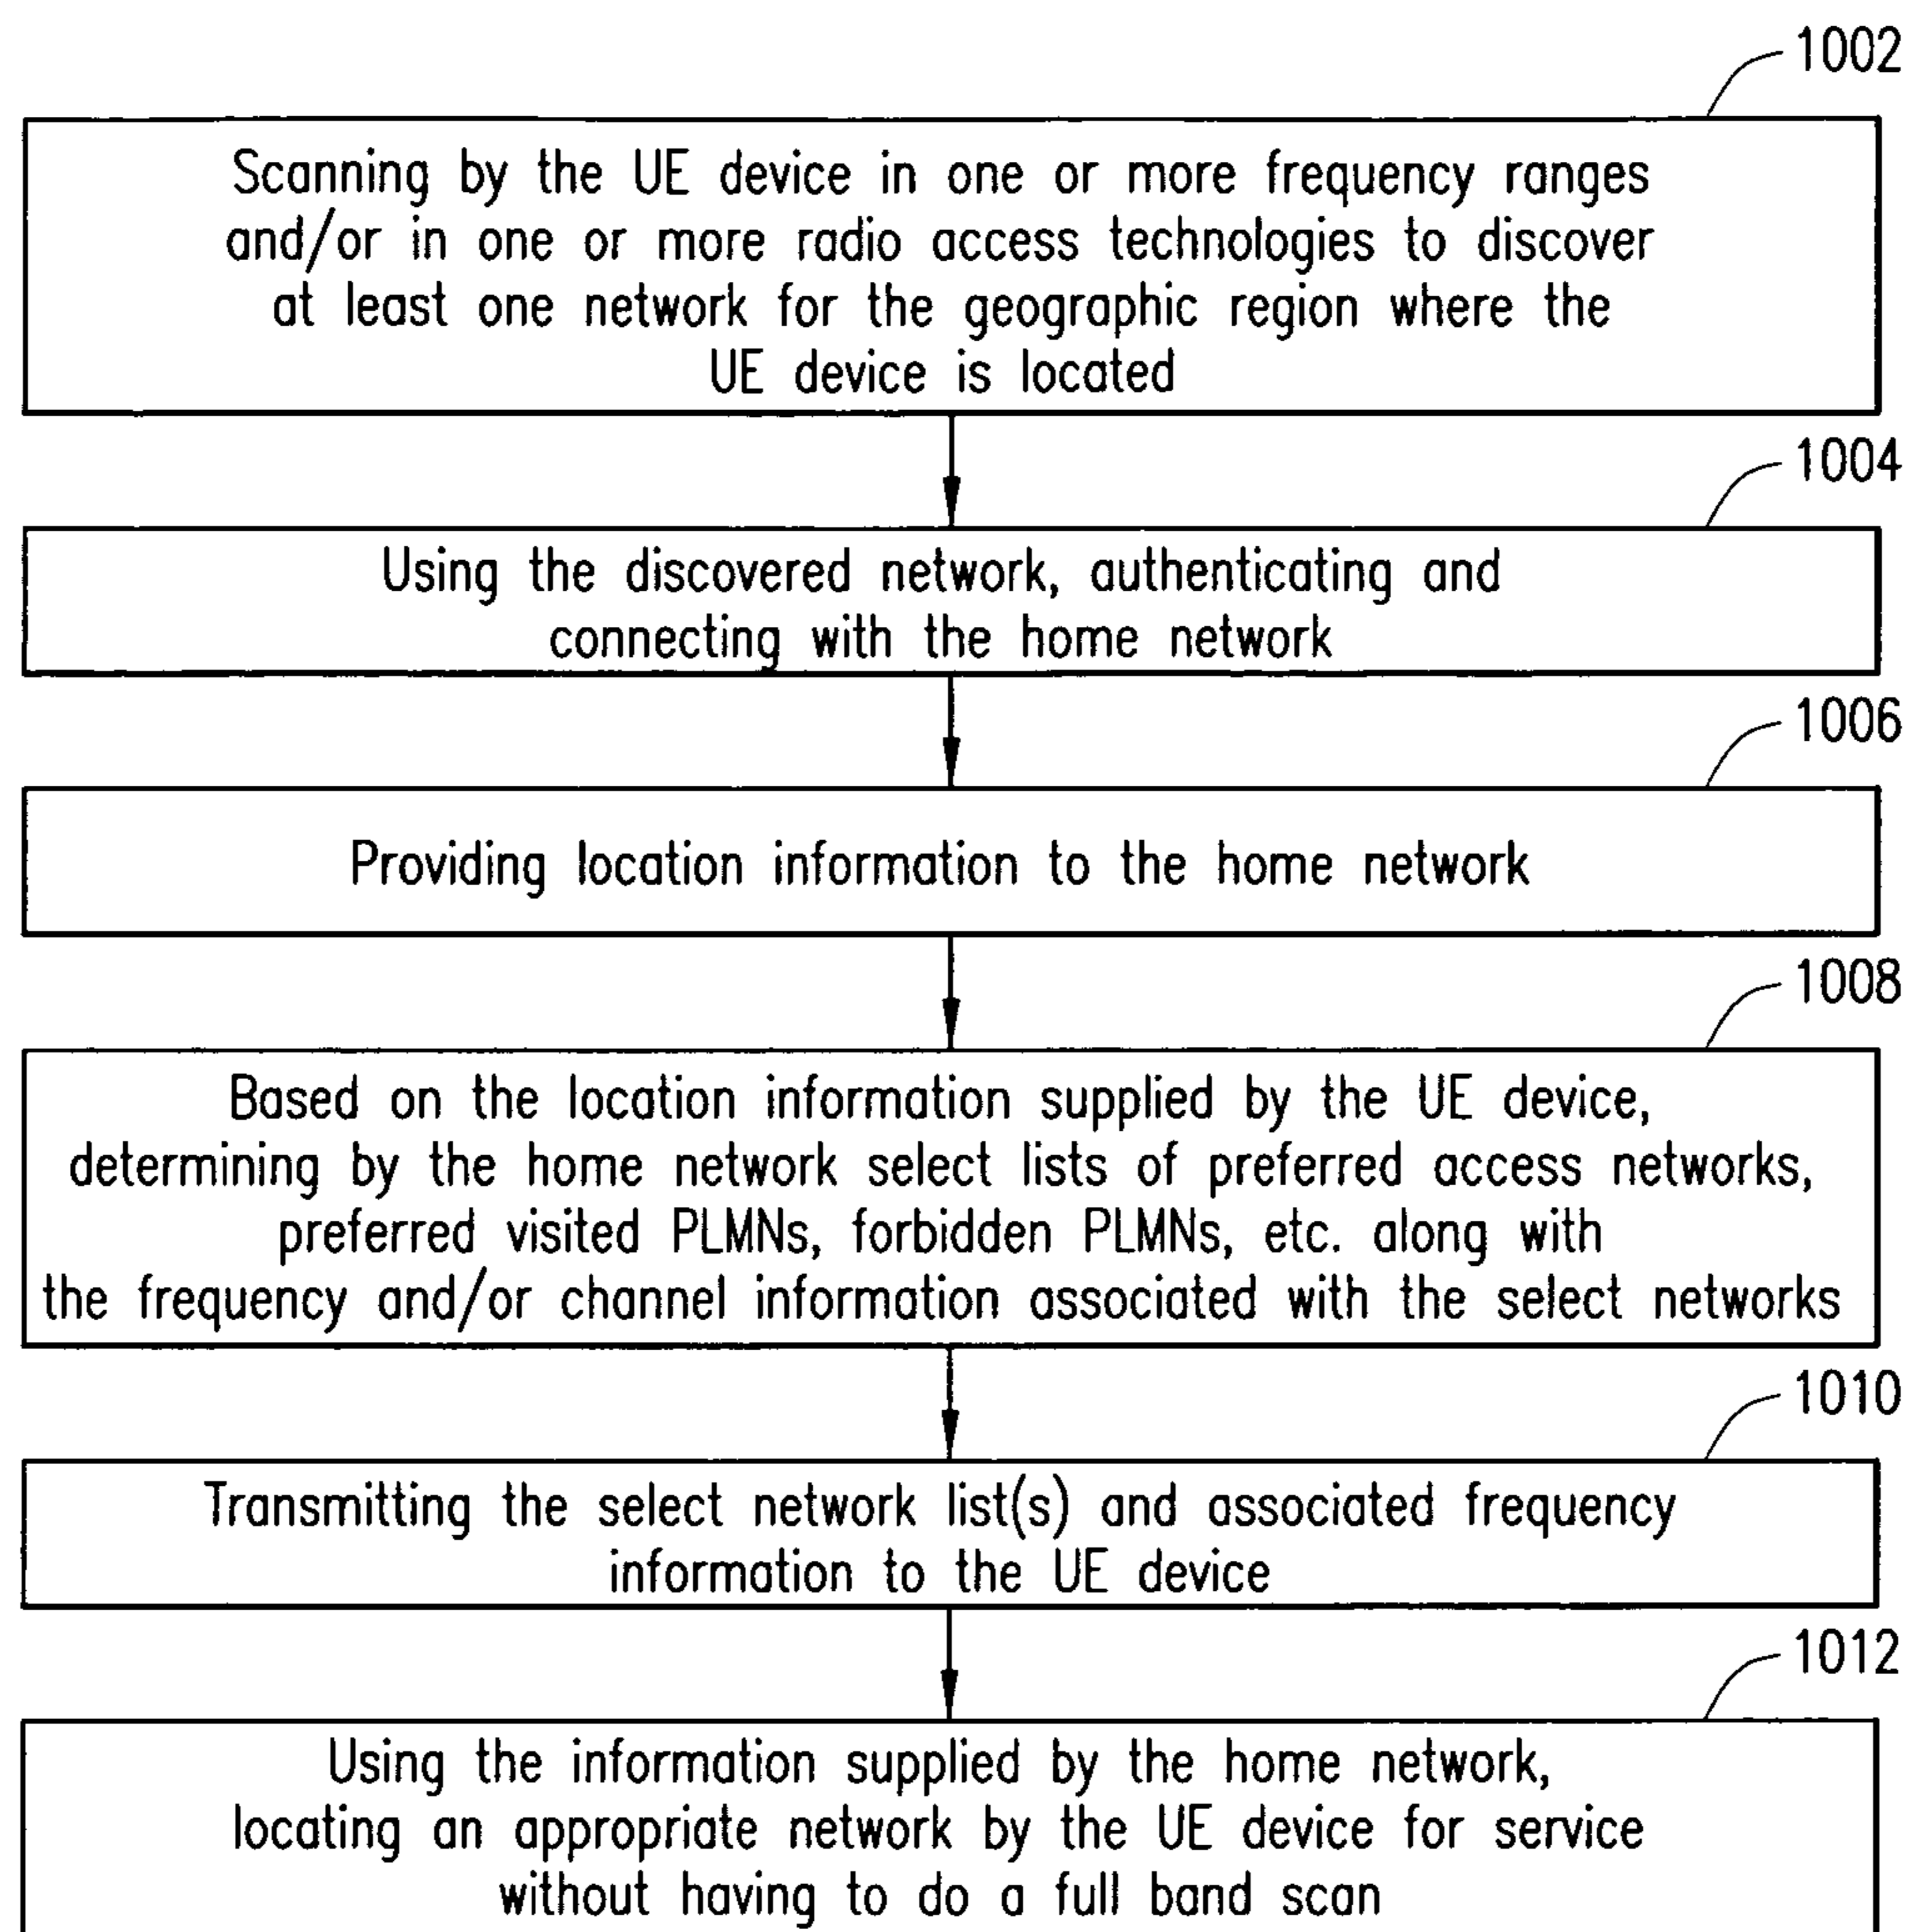 1002
Scanning by the UE device in one or more frequency ranges
and/or in one or more radio access technologies to discover
at least one network for the geographic region where the
UE device is located
1004
Using the discovered network, authenticating and
connecting with the home network
1006
Providing location information to the home network
1008
Based on the location information supplied by the UE device,
determining by the home network select lists of preferred access networks,
preferred visited PLMNs, forbidden PLMNs, etc. along with
the frequency and/or channel information associated with the select networks
1010
Transmitting the select network list(s) and associated frequency
information to the UE device
1012
Using the information supplied by the home network,
locating an appropriate network by the UE device for service
without having to do a full band scan